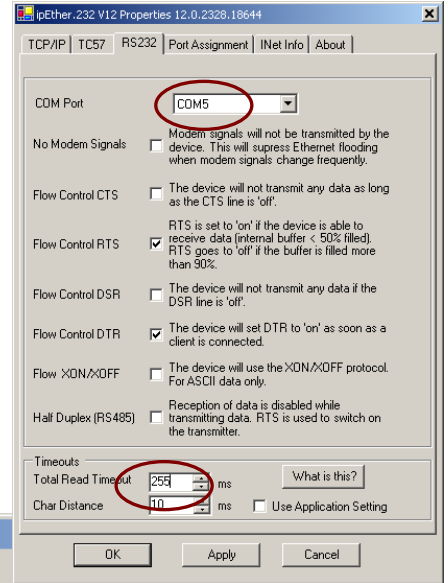 ipEther.232 V12 Properties 12.0.2328.18644
TCP/IP TC57 RS232 Port Assignment INet Info About
COM Port COM5
No Modem Signals
Modem signals will not be transmitted by the
device. This will supress Ethernet flooding
when modem signals change frequently.
Flow Control CTS
The device will not transmit any data as long
as the CTS line is 'off'.
Flow Control RTS
RTS is set to 'on' if the device is able to
receive data (internal buffer < 50% filled).
RTS goes to 'off' if the buffer is filled more
than 90%.
Flow Control DSR
The device will not transmit any data if the
DSR line is 'off'.
Flow Control DTR
The device will set DTR to 'on' as soon as a
client is connected.
Flow XON/XOFF
The device will use the XON/XOFF protocol.
For ASCII data only.
Half Duplex (RS485)
Reception of data is disabled while
transmitting data. RTS is used to switch on
the transmitter.
Timeouts
Total Read Timeout 255 ms What is this?
Char Distance 10 ms Use Application Setting
OK Apply Cancel